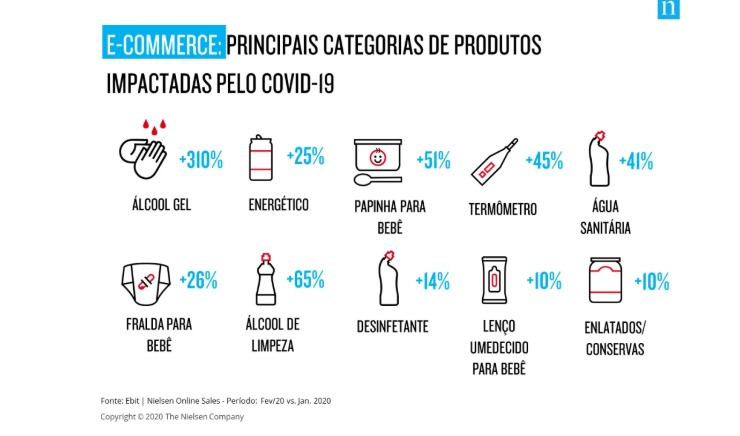 n
E-COMMERCE: PRINCIPAIS CATEGORIAS DE PRODUTOS
IMPACTADAS PELO COVID-19
+310%
ÁLCOOL GEL
+25%
ENERGÉTICO
+51%
PAPINHA PARA
BEBÊ
+45%
TERMÔMETRO
+41%
ÁGUA
SANITÁRIA
+26%
FRALDA PARA
BEBÊ
+65%
ÁLCOOL DE
LIMPEZA
+14%
DESINFETANTE
+10%
LENÇO
UMEDECIDO
PARA BEBÊ
+10%
ENLATADOS/
CONSERVAS
Fonte: Ebit | Nielsen Online Sales - Período: Fev/20 vs. Jan. 2020
Copyright © 2020 The Nielsen Company